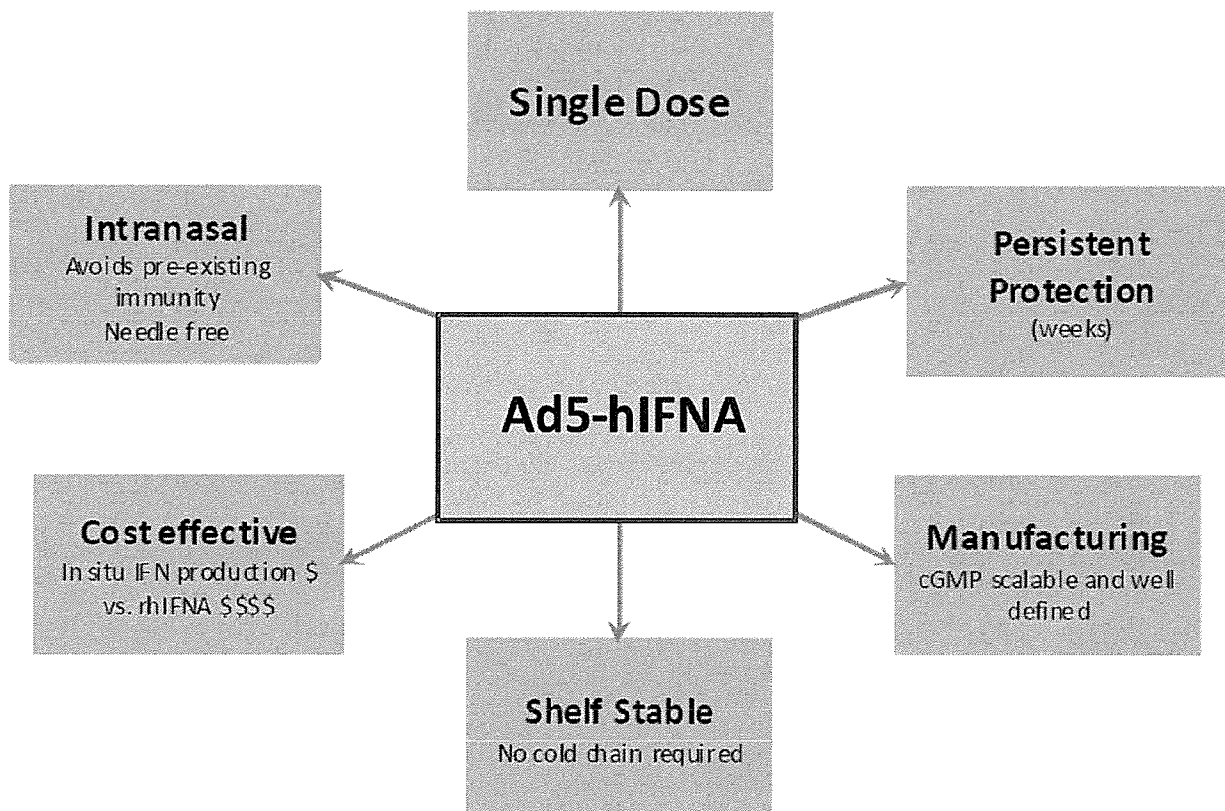 Single Dose
Intranasal
Avoids pre-existing
immunity
Needle free
Persistent
Protection
(weeks)
Ad5-hIFNA
Cost effective
In situ IFN production $
vs. rhIFNA $$$$
Manufacturing
cGMP scalable and well
defined
Shelf Stable
No cold chain required